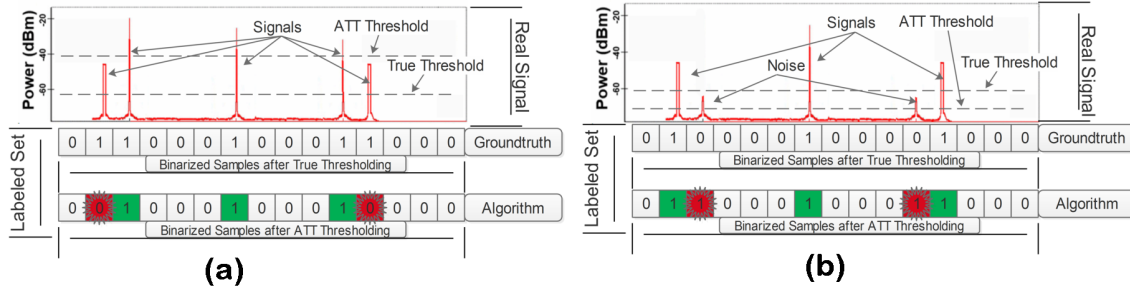 -20
-40
-60
Power (dBm)
Signals
ATT Threshold
True Threshold
Real Signal
Labeled Set
0 1 1 0 0 0 1 0 0 0 1 1 0 0 0
Groundtruth
Binarized Samples after True Thresholding
0 0 1 0 0 0 1 0 0 0 1 0 0 0 0
Algorithm
Binarized Samples after ATT Thresholding
(a)
-20
-40
-60
Power (dBm)
Signals
ATT Threshold
Noise
True Threshold
Real Signal
Labeled Set
0 1 0 0 0 0 1 0 0 0 0 1 0 0 0
Groundtruth
Binarized Samples after True Thresholding
0 1 1 0 0 0 1 0 0 0 1 1 0 0 0
Algorithm
Binarized Samples after ATT Thresholding
(b)